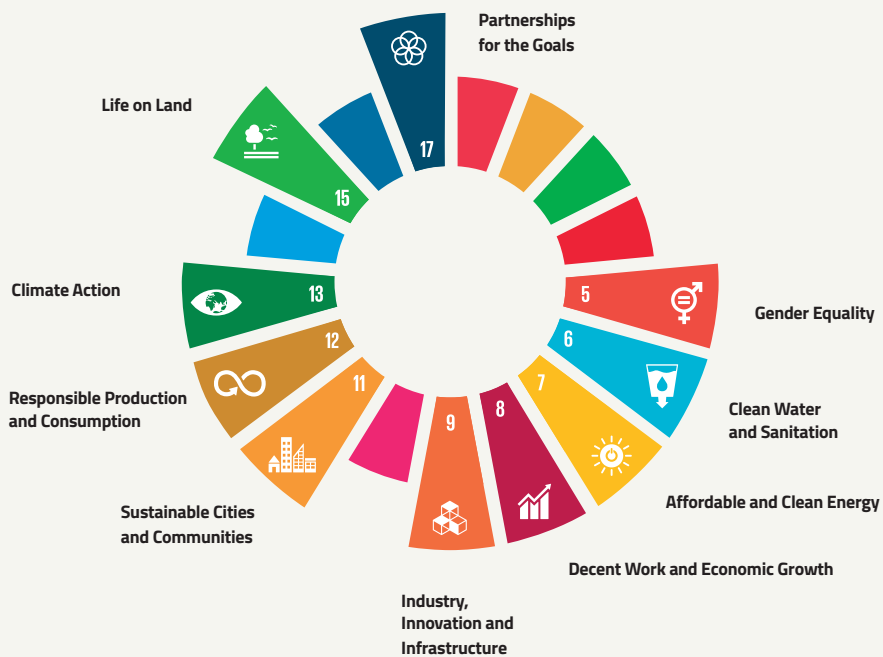 Partnerships
for the Goals
17
Life on Land
15
Climate Action
13
5
Gender Equality
12
6
Responsible Production
and Consumption
11
7
Clean Water
and Sanitation
9
8
Affordable and Clean Energy
Sustainable Cities
and Communities
Decent Work and Economic Growth
Industry,
Innovation and
Infrastructure